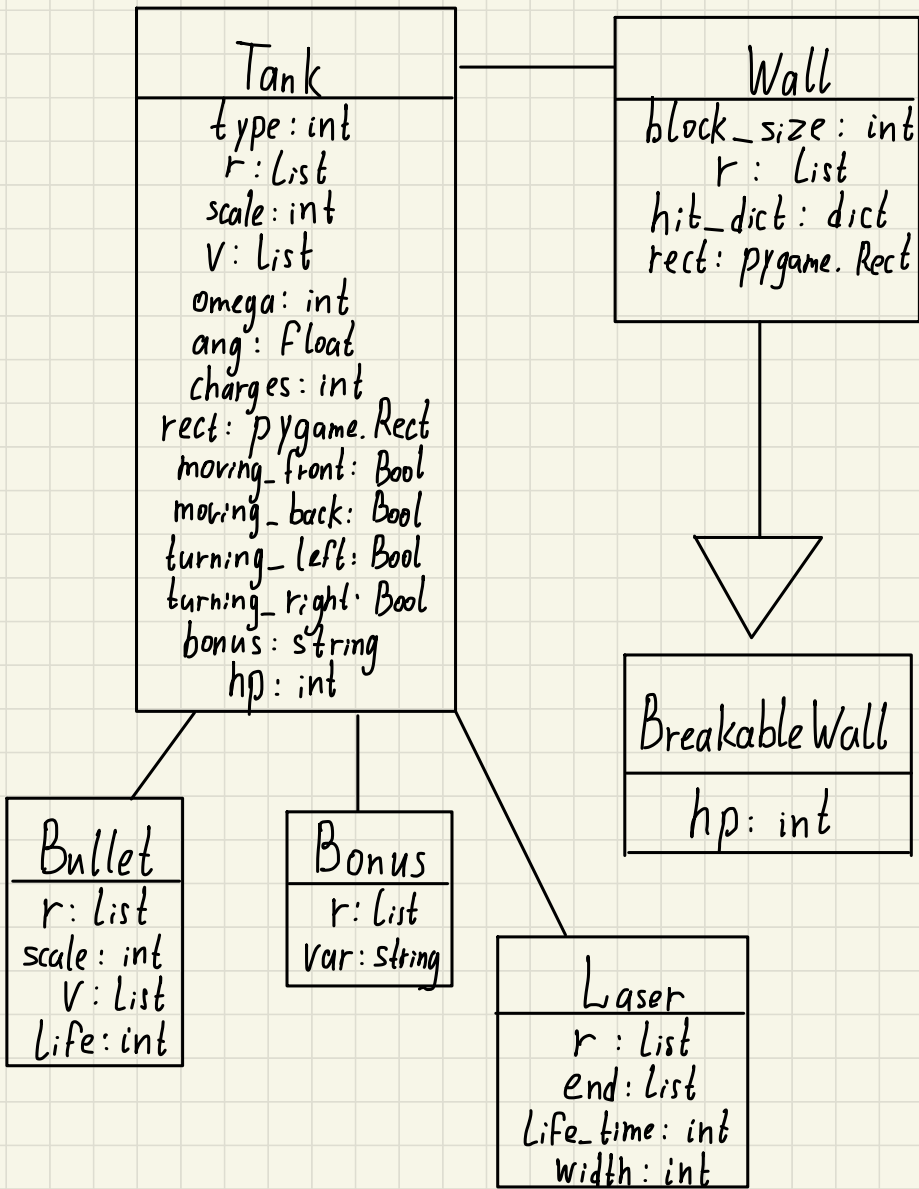 Tank
type: int
r: List
scale: int
v: List
omega: int
ang: Float
charges: int
rect: pygame.Rect
moving_front: Bool
moving_back: Bool
turning_left: Bool
turning_right: Bool
bonus: string
hp: int
Wall
block_size: int
r: List
hit_dict: dict
rect: pygame.Rect
BreakableWall
hp: int
Bullet
r: List
scale: int
V: List
Life: int
Bonus
r: List
var: string
Laser
r: List
end: List
Life_time: int
width: int